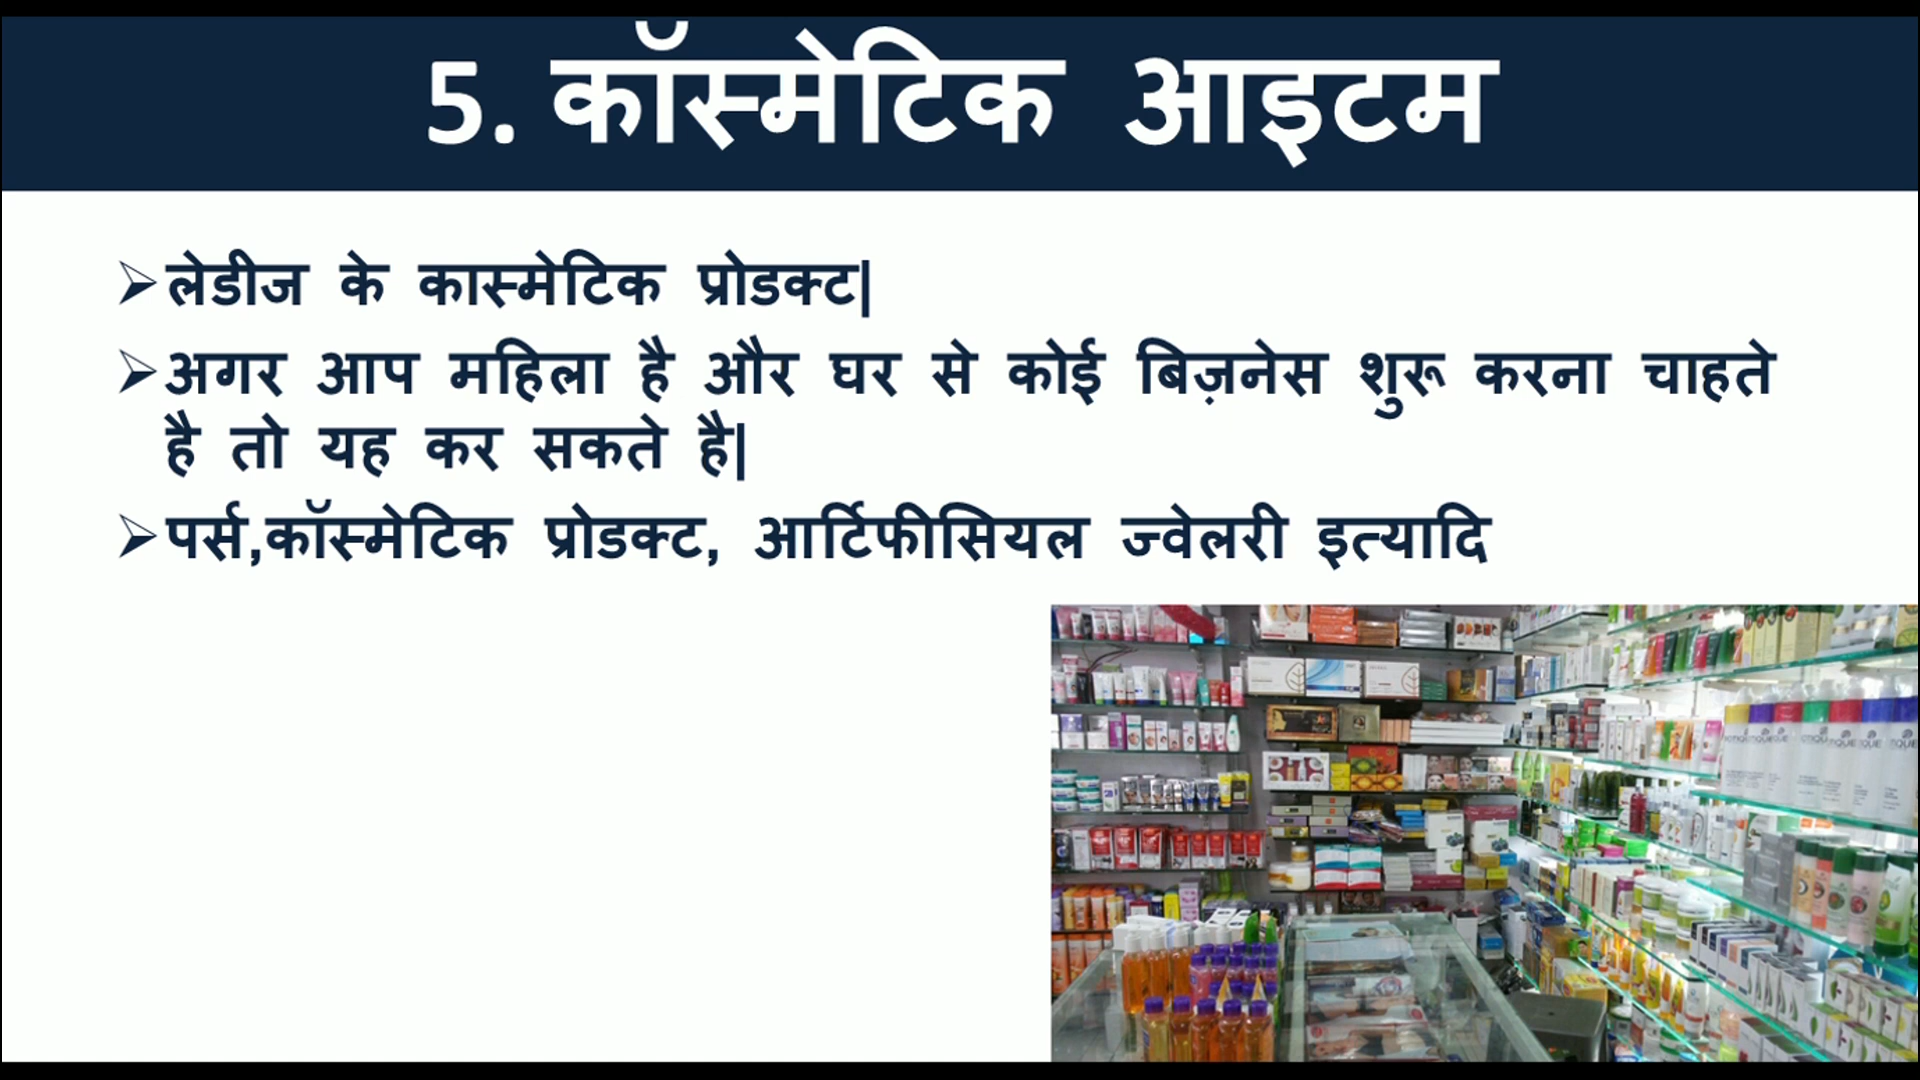 5. कॉस्मेटिक आइटम
लेडीज के कास्मेटिक प्रोडक्ट|
अगर आप महिला है और घर से कोई बिज़नेस शुरू करना चाहते
है तो यह कर सकते है|
पर्स,कॉस्मेटिक प्रोडक्ट, आर्टिफीसियल ज्वेलरी इत्यादि